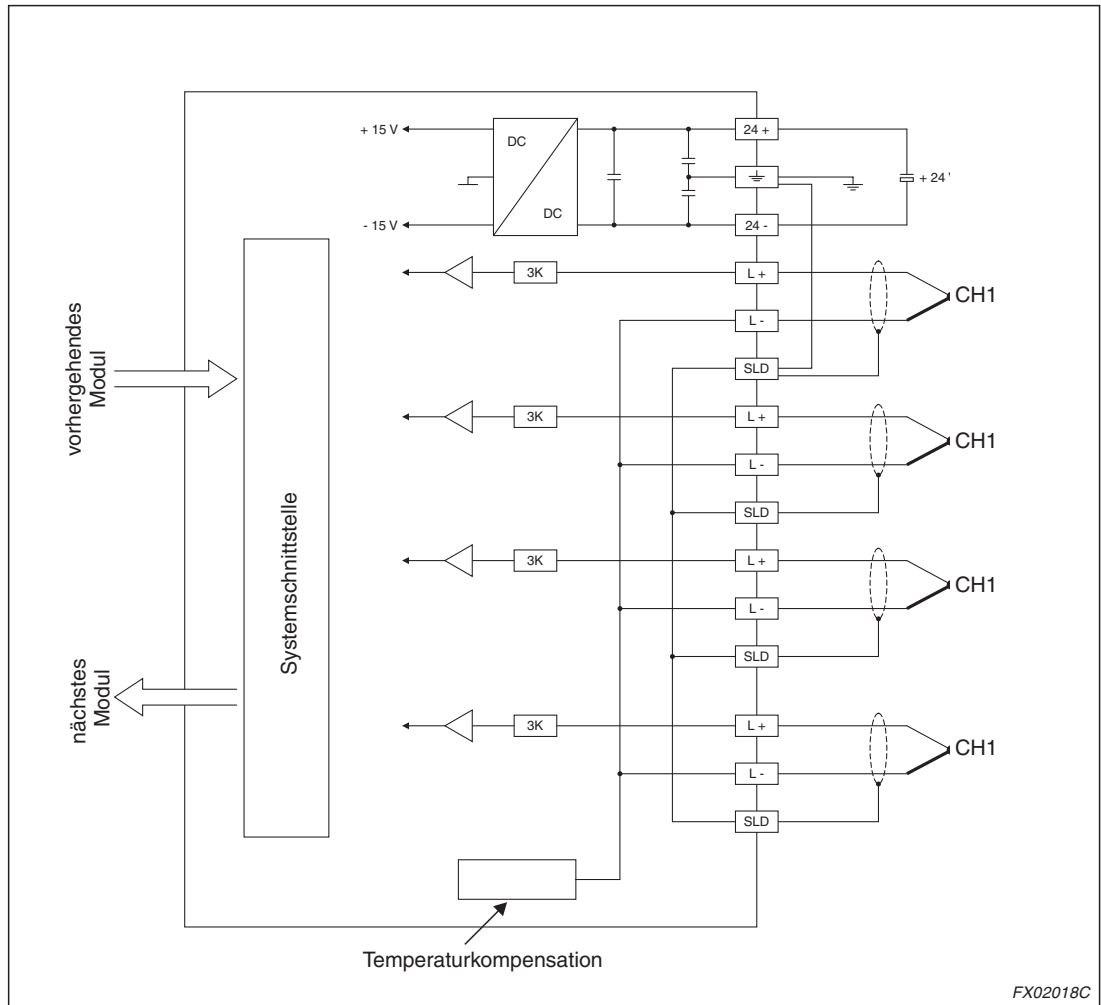 + 15 V
DC
DC
- 15 V
24 +
24 -
+ 24 '
3K
L +
L -
SLD
CH1
3K
L +
L -
SLD
CH1
3K
L +
L -
SLD
CH1
3K
L +
L -
SLD
CH1
vorhergehendes
Modul
nächstes
Modul
Systemschnittstelle
Temperaturkompensation
FX02018C